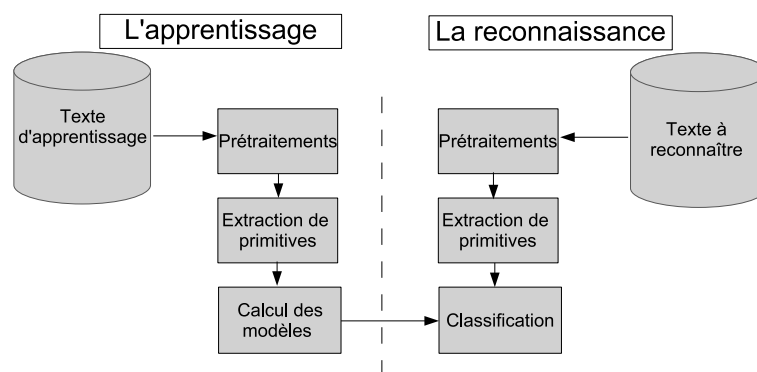 L'apprentissage
La reconnaissance
Texte
d'apprentissage
Prétraitements
Extraction de
primitives
Calcul des
modèles
Texte à
reconnaître
Prétraitements
Extraction de
primitives
Classification